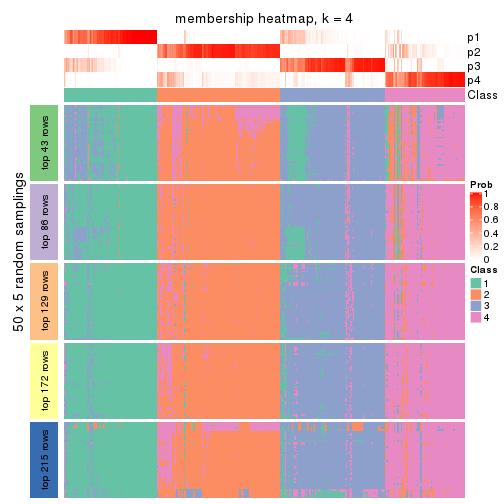 membership heatmap, k = 4
p1
p2
p3
p4
Class
50 x 5 random samplings
top 43 rows
top 86 rows
top 129 rows
top 172 rows
top 215 rows
Prob
1
0.8
0.6
0.4
0.2
0
Class
1
2
3
4